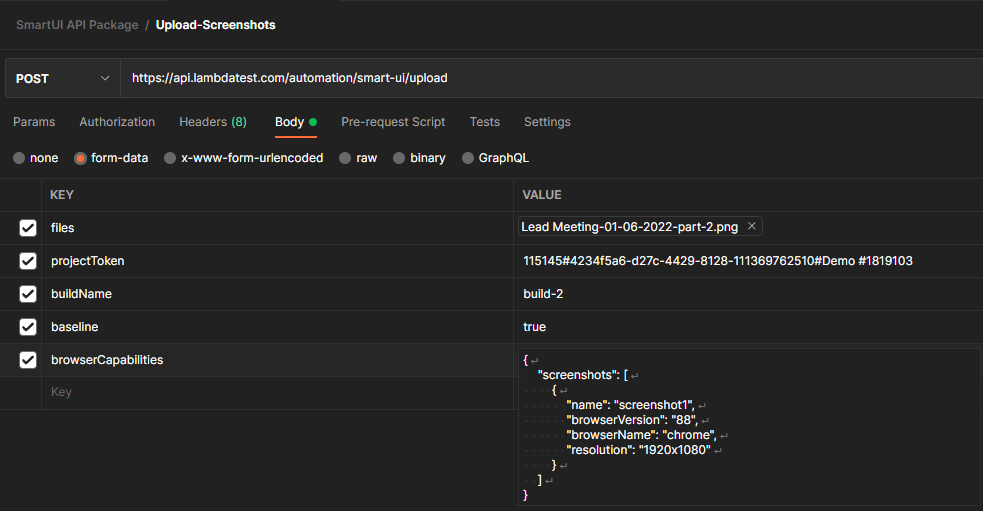 SmartUI API Package / Upload-Screenshots
POST https://api.lambdatest.com/automation/smart-ui/upload
Params Authorization Headers (8) Body Pre-request Script Tests Settings
none form-data x-www-form-urlencoded raw binary GraphQL
KEY VALUE
files Lead Meeting-01-06-2022-part-2.png ×
projectToken 115145#4234f5a6-d27c-4429-8128-111369762510#Demo #1819103
buildName build-2
baseline true
browserCapabilities {↵
"screenshots": [↵
Key {↵
"name": "screenshot1",↵
"browserVersion": "88",↵
"browserName": "chrome",↵
"resolution": "1920x1080"↵
}↵
]↵
}